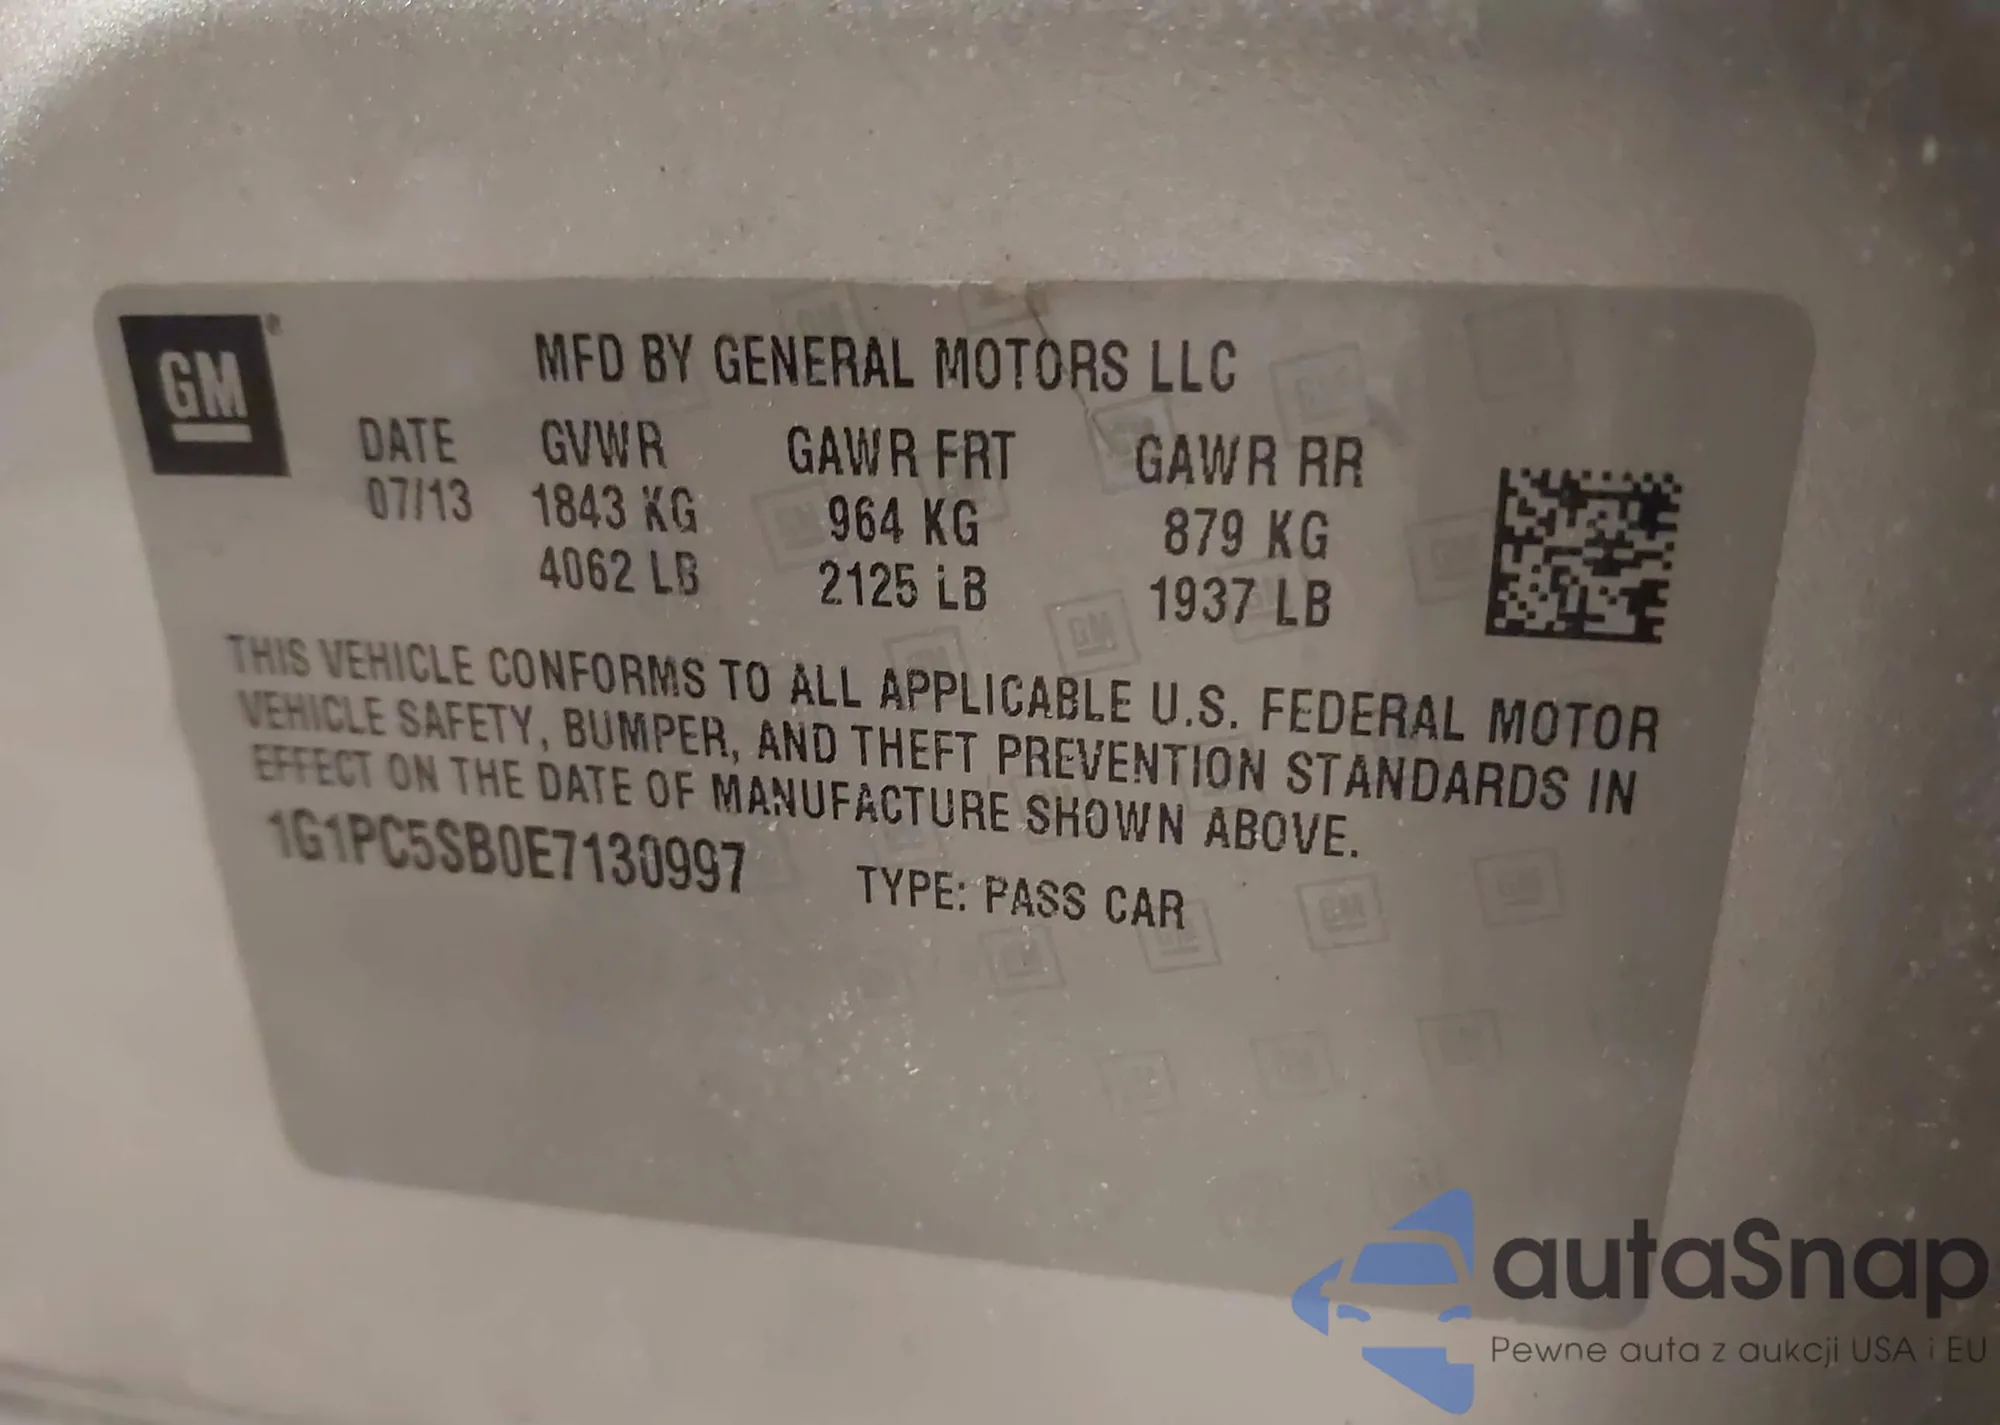 GM®
MFD BY GENERAL MOTORS LLC
DATE GVWR GAWR FRT GAWR RR
07/13 1843 KG 964 KG 879 KG
4062 LB 2125 LB 1937 LB
THIS VEHICLE CONFORMS TO ALL APPLICABLE U.S. FEDERAL MOTOR
VEHICLE SAFETY, BUMPER, AND THEFT PREVENTION STANDARDS IN
EFFECT ON THE DATE OF MANUFACTURE SHOWN ABOVE.
1G1PC5SB0E7130997 TYPE: PASS CAR
autaSnap
Pewne auta z aukcji USA i EU